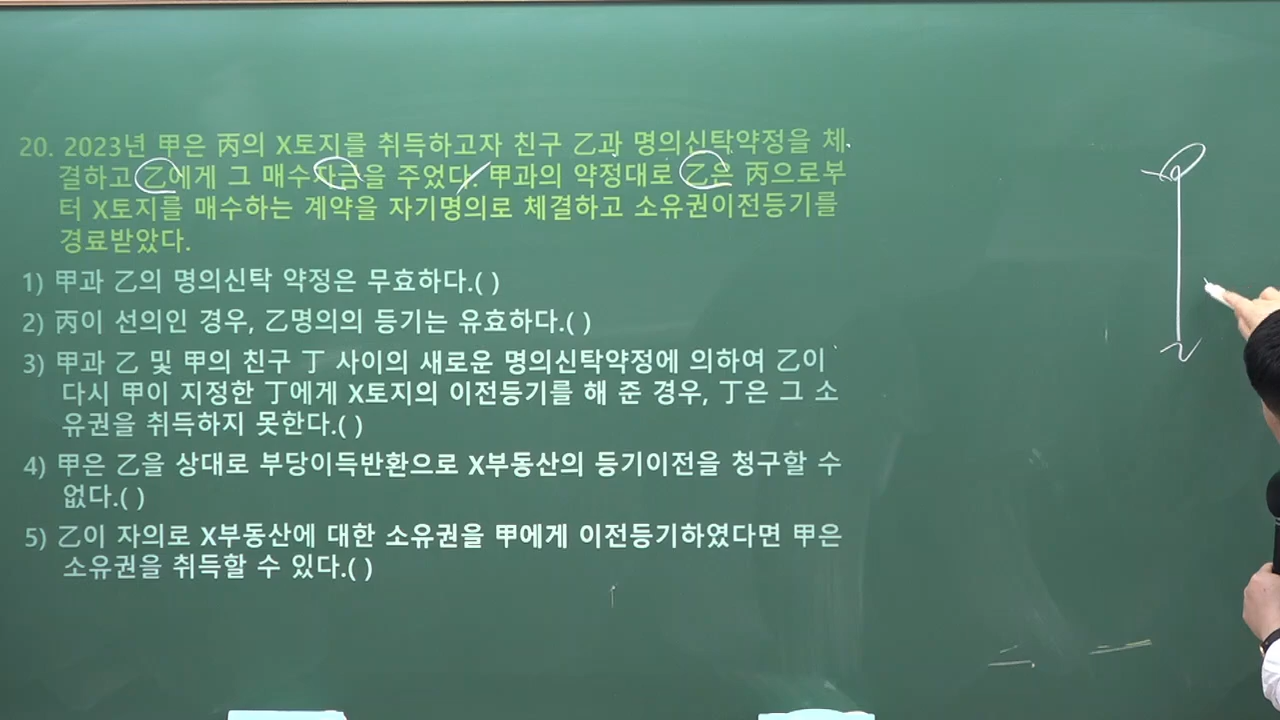 20. 2023년 甲은 丙의 X토지를 취득하고자 친구 乙과 명의신탁약정을 체
결하고 乙에게 그 매수자금을 주었다. 甲과의 약정대로 乙은 丙으로부
터 X토지를 매수하는 계약을 자기명의로 체결하고 소유권이전등기를
경료받았다.
1) 甲과 乙의 명의신탁 약정은 무효하다.( )
2) 丙이 선의인 경우, 乙명의의 등기는 유효하다.( )
3) 甲과 乙 및 甲의 친구 丁 사이의 새로운 명의신탁약정에 의하여 乙이
다시 甲이 지정한 丁에게 X토지의 이전등기를 해 준 경우, 丁은 그 소
유권을 취득하지 못한다.( )
4) 甲은 乙을 상대로 부당이득반환으로 X부동산의 등기이전을 청구할 수
없다.( )
5) 乙이 자의로 X부동산에 대한 소유권을 甲에게 이전등기하였다면 甲은
소유권을 취득할 수 있다.( )